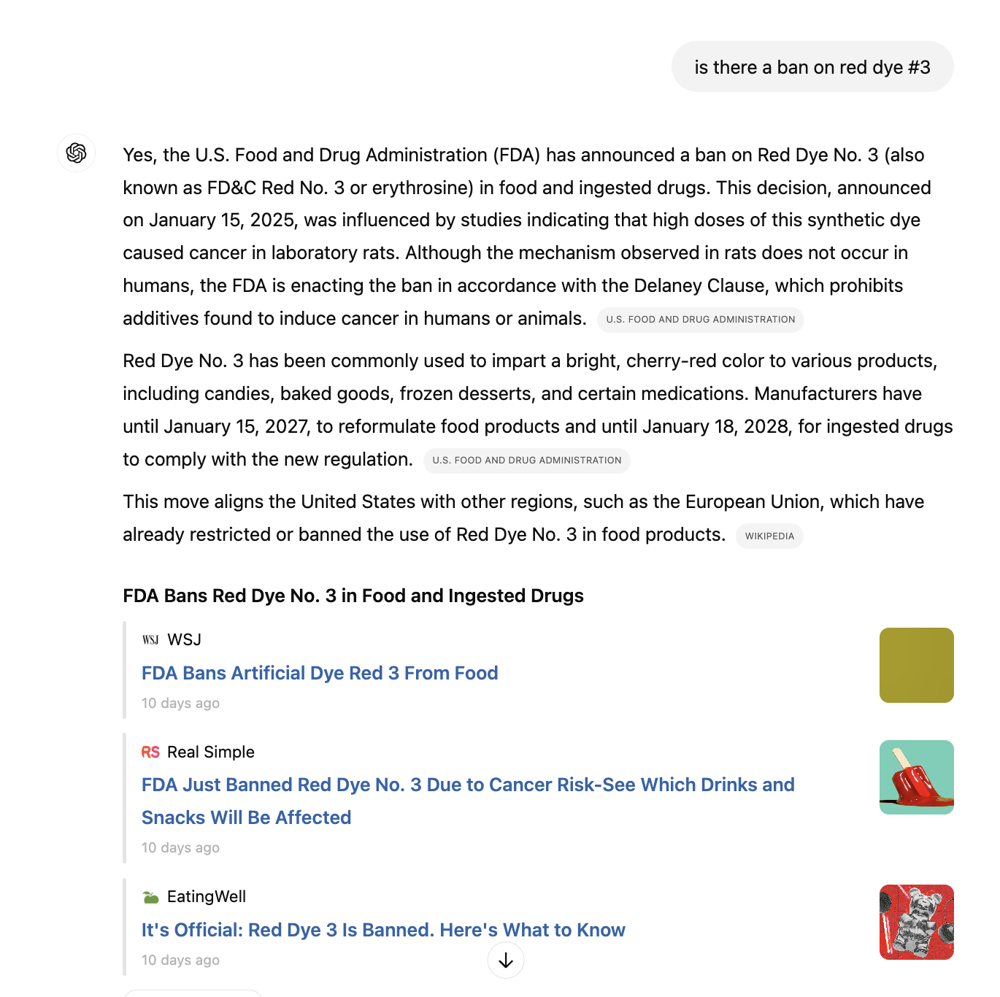 is there a ban on red dye #3
Yes, the U.S. Food and Drug Administration (FDA) has announced a ban on Red Dye No. 3 (also
known as FD&C Red No. 3 or erythrosine) in food and ingested drugs. This decision, announced
on January 15, 2025, was influenced by studies indicating that high doses of this synthetic dye
caused cancer in laboratory rats. Although the mechanism observed in rats does not occur in
humans, the FDA is enacting the ban in accordance with the Delaney Clause, which prohibits
additives found to induce cancer in humans or animals. U.S. FOOD AND DRUG ADMINISTRATION
Red Dye No. 3 has been commonly used to impart a bright, cherry-red color to various products,
including candies, baked goods, frozen desserts, and certain medications. Manufacturers have
until January 15, 2027, to reformulate food products and until January 18, 2028, for ingested drugs
to comply with the new regulation. U.S. FOOD AND DRUG ADMINISTRATION
This move aligns the United States with other regions, such as the European Union, which have
already restricted or banned the use of Red Dye No. 3 in food products. WIKIPEDIA
FDA Bans Red Dye No. 3 in Food and Ingested Drugs
WSJ WSJ
FDA Bans Artificial Dye Red 3 From Food
10 days ago
RS Real Simple
FDA Just Banned Red Dye No. 3 Due to Cancer Risk-See Which Drinks and
Snacks Will Be Affected
10 days ago
EatingWell
It's Official: Red Dye 3 Is Banned. Here's What to Know
10 days ago